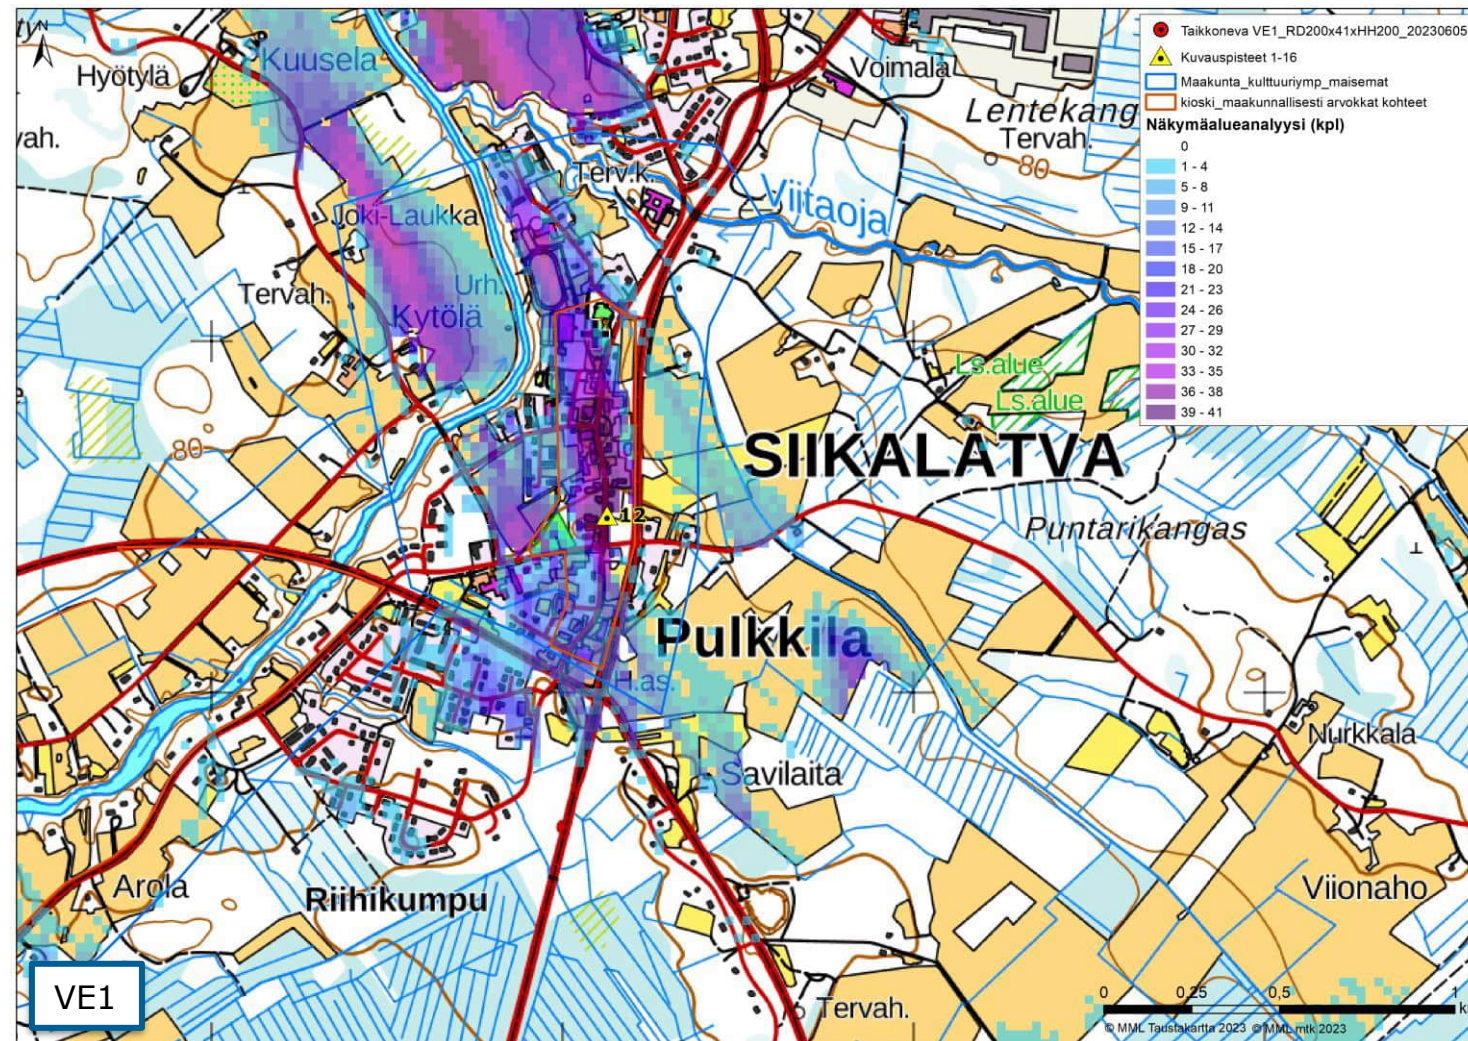 N
Kuusela
Hyötylä
vah.
Voimala
Lentekang
Tervah.
80
Taikkoneva VE1_RD200x41xHH200_20230605
Kuvauspisteet 1-16
Maakunta_kulttuuriymp_maisemat
kioski_maakunnallisesti arvokkat kohteet
Näkymäalueanalyysi (kpl)
0
1 - 4
5 - 8
9 - 11
12 - 14
15 - 17
18 - 20
21 - 23
24 - 26
27 - 29
30 - 32
33 - 35
36 - 38
39 - 41
Terv.k.
Viitaoja
Joki-Laukka
Urh.
Tervah.
Kytölä
Ls.alue
Ls.alue
80
SIIKALATVA
12
Puntarikangas
Pulkkila
H.as.
Nurkkala
Savilaita
Arola
Riihikumpu
Viionaho
VE1
Tervah.
0 0,25 0,5 1
k
© MML Taustakartta 2023 © MML mtk 2023